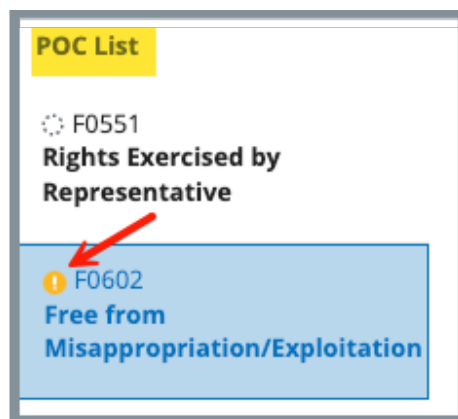 POC List
F0551
Rights Exercised by
Representative
F0602
Free from
Misappropriation/Exploitation